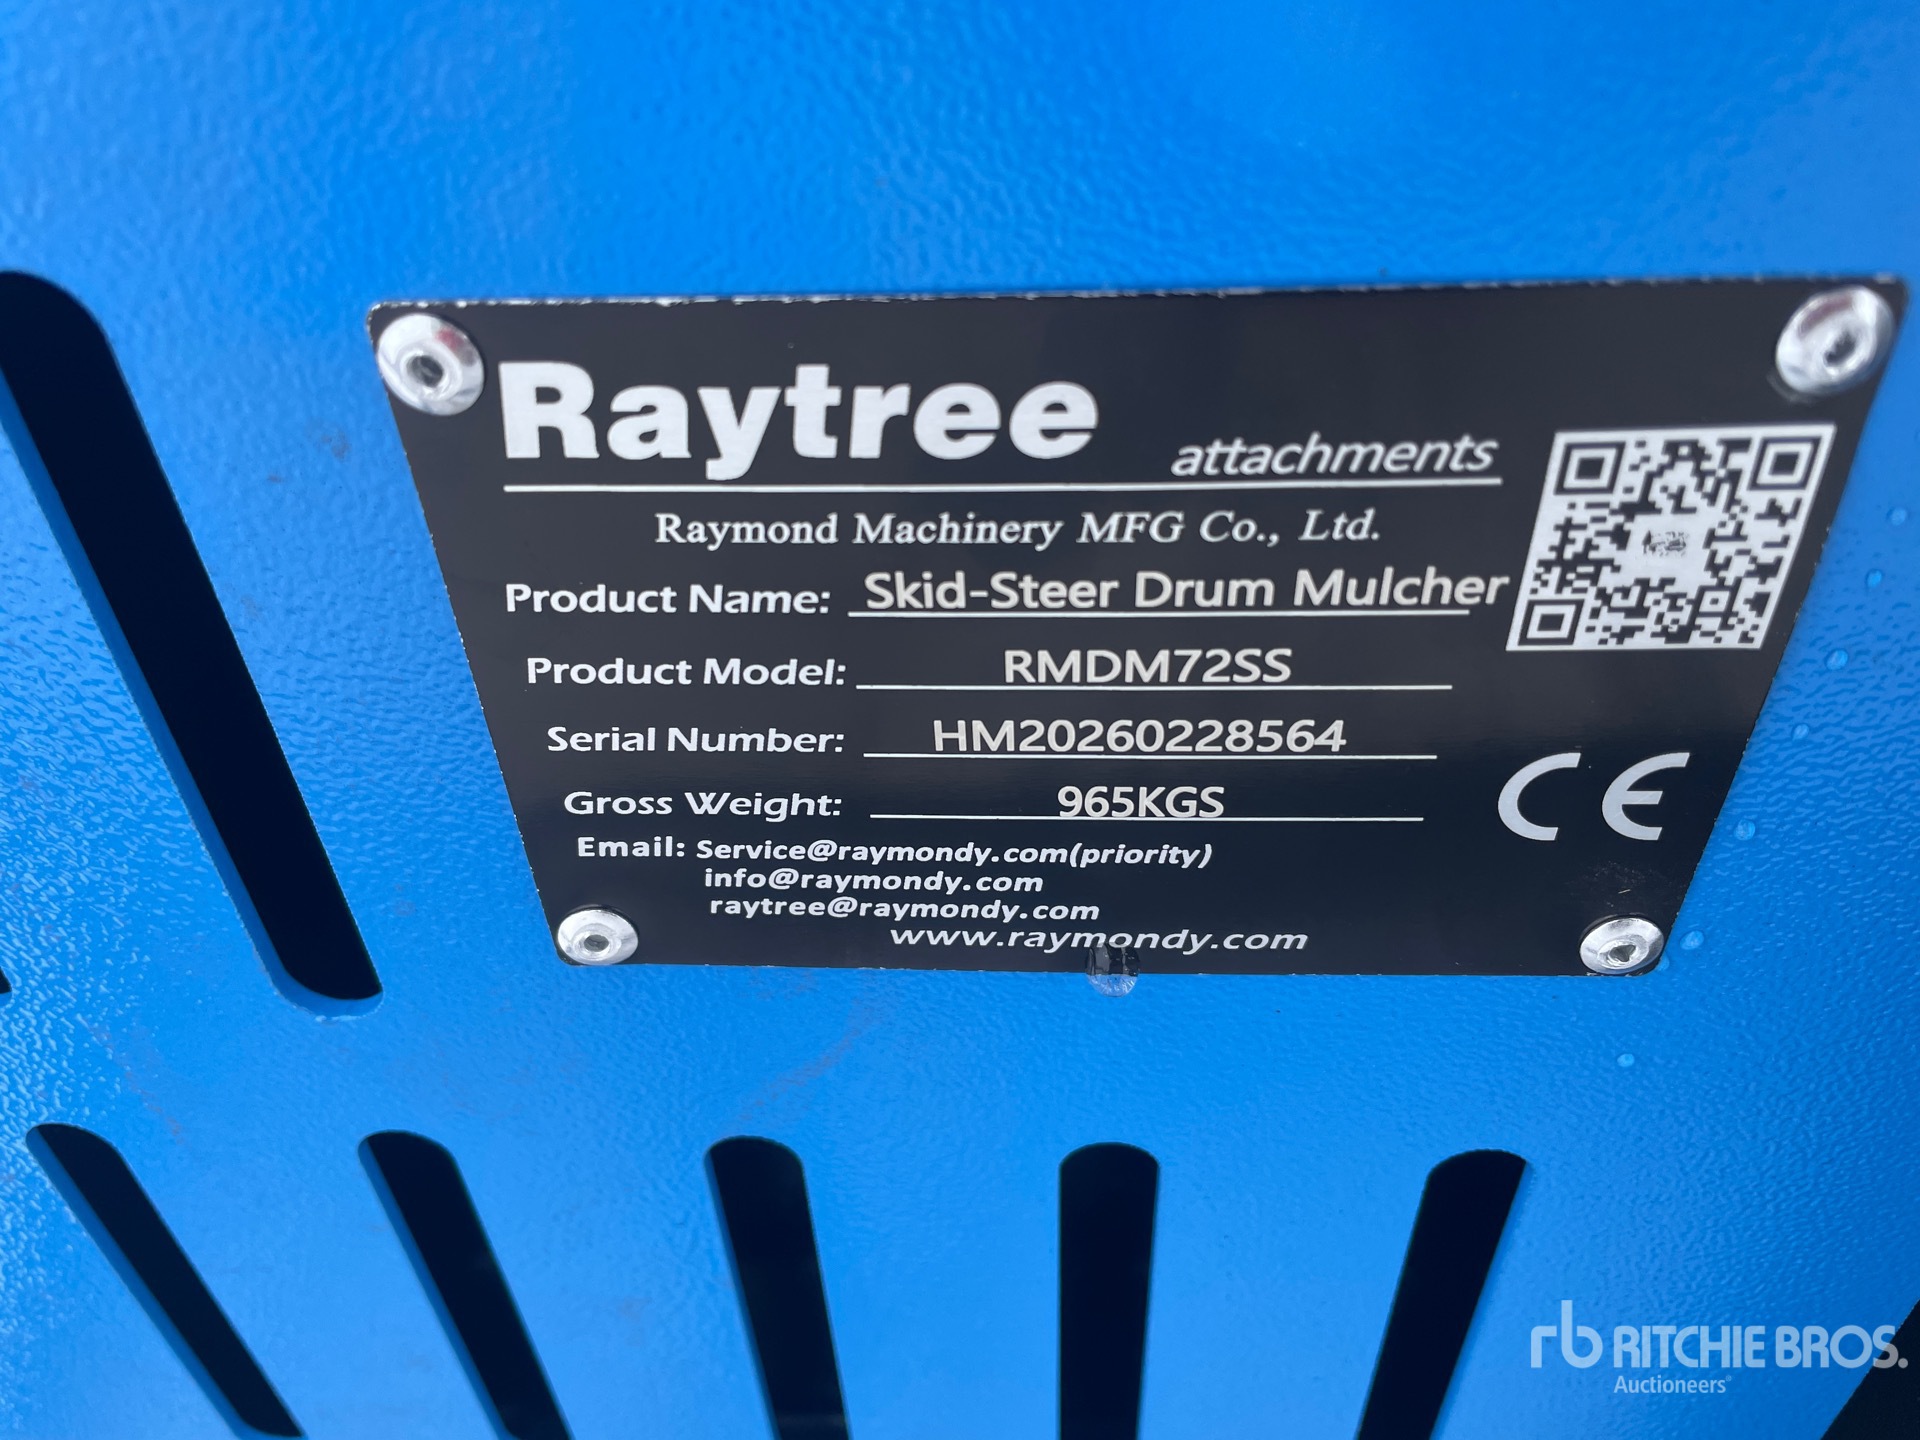 Raytree attachments
Raymond Machinery MFG Co., Ltd.
Product Name: Skid-Steer Drum Mulcher
Product Model: RMDM72SS
Serial Number: HM20260228564
Gross Weight: 965KGS
CE
Email: Service@raymondy.com(priority)
info@raymondy.com
raytree@raymondy.com
www.raymondy.com
rb RITCHIE BROS.
Auctioneers